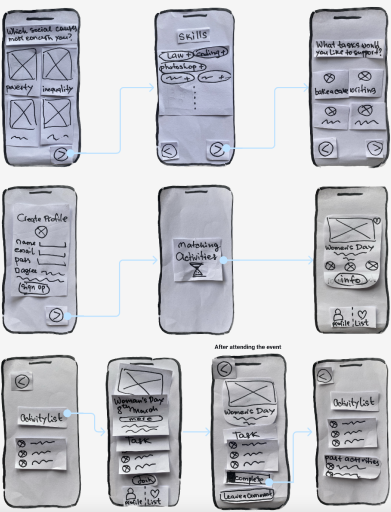 Which social causes
more concern you?
poverty
inequality
Skills
Law +
Coding +
photoshop +
What tasks would
you like to support?
bake a cake
writing
Create Profile
name
email
pass
Degree
Sign up
Matching
Activities
Women's Day
info
Profile
List
Activity List
Woman's Day
8th March
more
Task
Profile
List
After attending the event
Women's Day
Task
Complete
Leave a Comment
Activity List
past activities